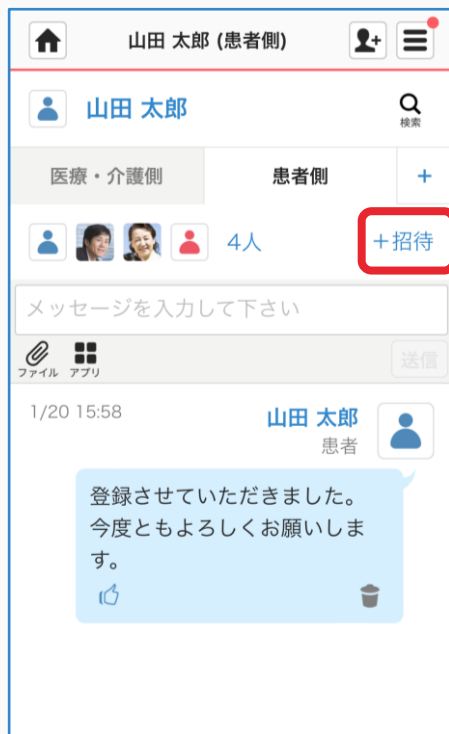 山田 太郎 (患者側)
山田 太郎
検索
医療・介護側
患者側
+
4人
＋招待
メッセージを入力して下さい
ファイル
アプリ
送信
1/20 15:58
山田 太郎
患者
登録させていただきました。
今度ともよろしくお願いしま
す。